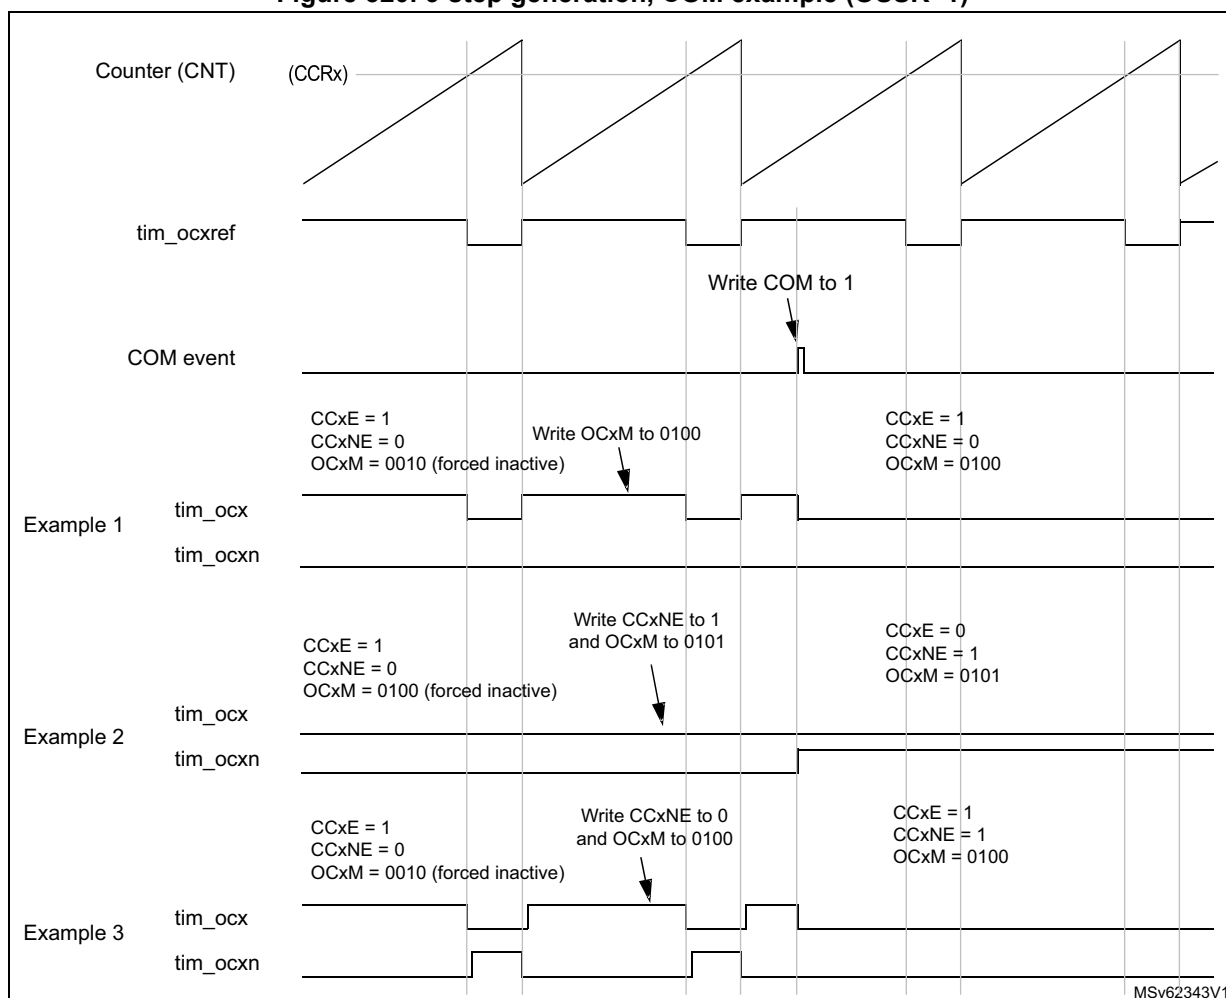 Counter (CNT)
(CCRx)
tim_ocxref
Write COM to 1
COM event
CCxE = 1
CCxNE = 0
OCxM = 0010 (forced inactive)
Write OCxM to 0100
CCxE = 1
CCxNE = 0
OCxM = 0100
Example 1
tim_ocx
tim_ocxn
CCxE = 1
CCxNE = 0
OCxM = 0100 (forced inactive)
Write CCxNE to 1
and OCxM to 0101
CCxE = 0
CCxNE = 1
OCxM = 0101
Example 2
tim_ocx
tim_ocxn
CCxE = 1
CCxNE = 0
OCxM = 0010 (forced inactive)
Write CCxNE to 0
and OCxM to 0100
CCxE = 1
CCxNE = 1
OCxM = 0100
Example 3
tim_ocx
tim_ocxn
MSv62343V1